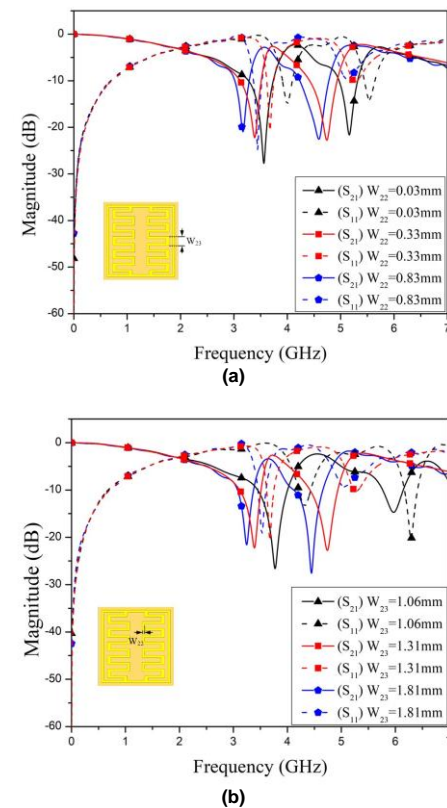 (a)
0
-10
-20
-30
-40
-50
-60
Magnitude (dB)
W₂₃
(S₂₁) W₂₂=0.03mm
(S₁₁) W₂₂=0.03mm
(S₂₁) W₂₂=0.33mm
(S₁₁) W₂₂=0.33mm
(S₂₁) W₂₂=0.83mm
(S₁₁) W₂₂=0.83mm
0 1 2 3 4 5 6 7
Frequency (GHz)
(a)
(b)
0
-10
-20
-30
-40
-50
-60
Magnitude (dB)
W₂₂
(S₂₁) W₂₃=1.06mm
(S₁₁) W₂₃=1.06mm
(S₂₁) W₂₃=1.31mm
(S₁₁) W₂₃=1.31mm
(S₂₁) W₂₃=1.81mm
(S₁₁) W₂₃=1.81mm
0 1 2 3 4 5 6 7
Frequency (GHz)
(b)